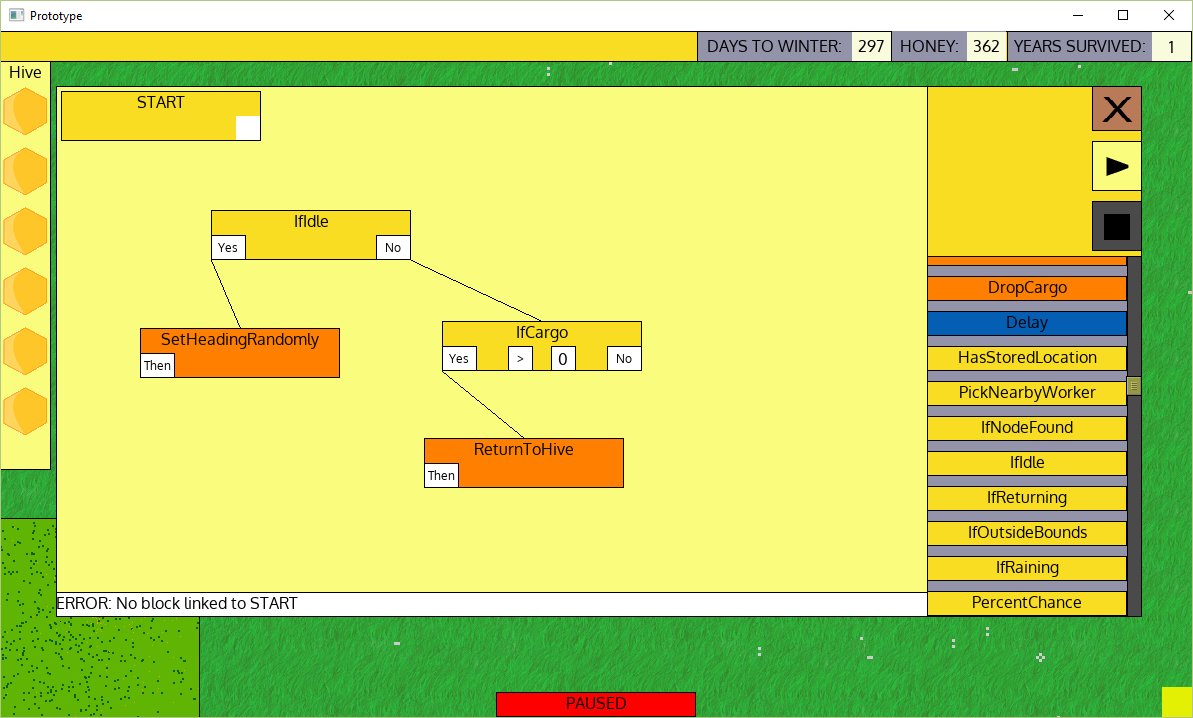 Prototype
DAYS TO WINTER: 297 HONEY: 362 YEARS SURVIVED: 1
Hive
START
X
IfIdle
Yes No
SetHeadingRandomly
Then
IfCargo
Yes > 0 No
ReturnToHive
Then
DropCargo
Delay
HasStoredLocation
PickNearbyWorker
IfNodeFound
IfIdle
IfReturning
IfOutsideBounds
IfRaining
PercentChance
ERROR: No block linked to START
PAUSED